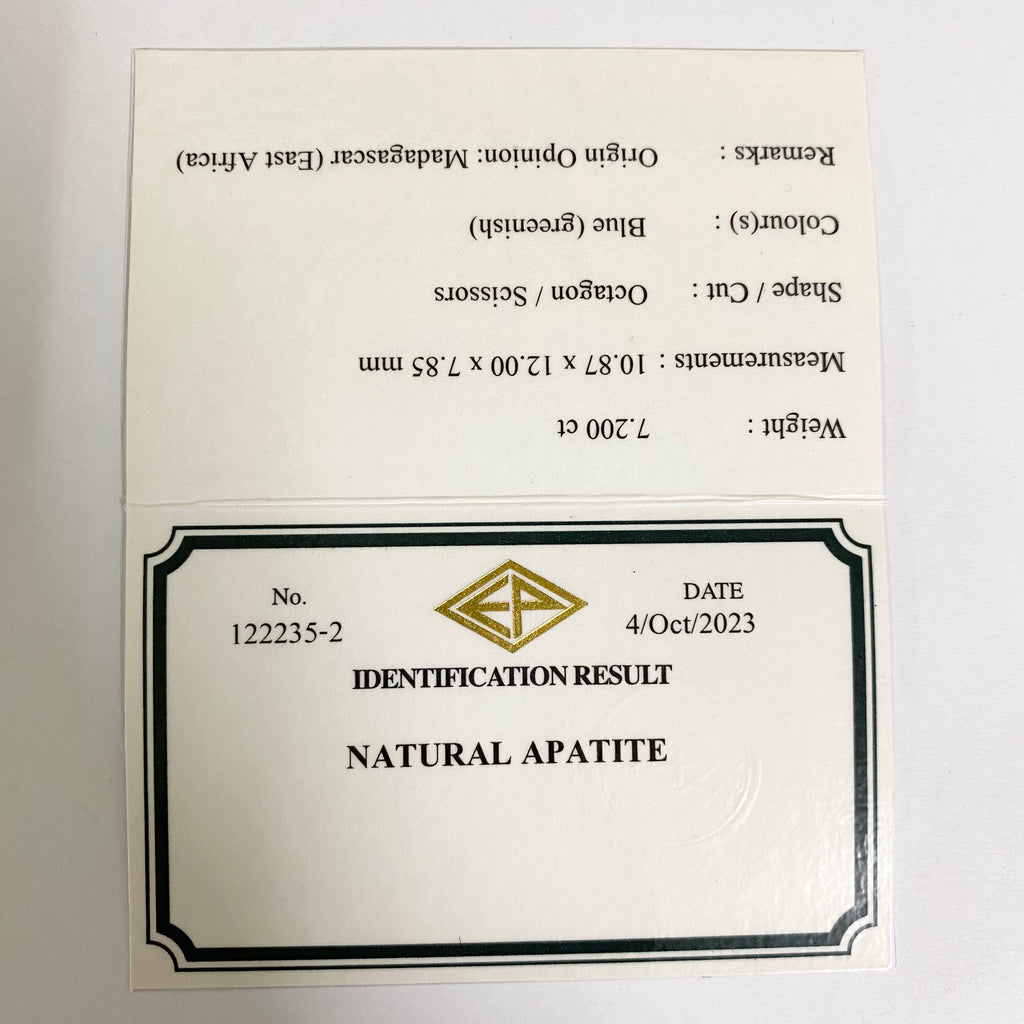 No.
122235-2
EP
DATE
4/Oct/2023
IDENTIFICATION RESULT
NATURAL APATITE
Weight : 7.200 ct
Measurements : 10.87 x 12.00 x 7.85 mm
Shape / Cut : Octagon / Scissors
Colour(s) : Blue (greenish)
Remarks : Origin Opinion: Madagascar (East Africa)